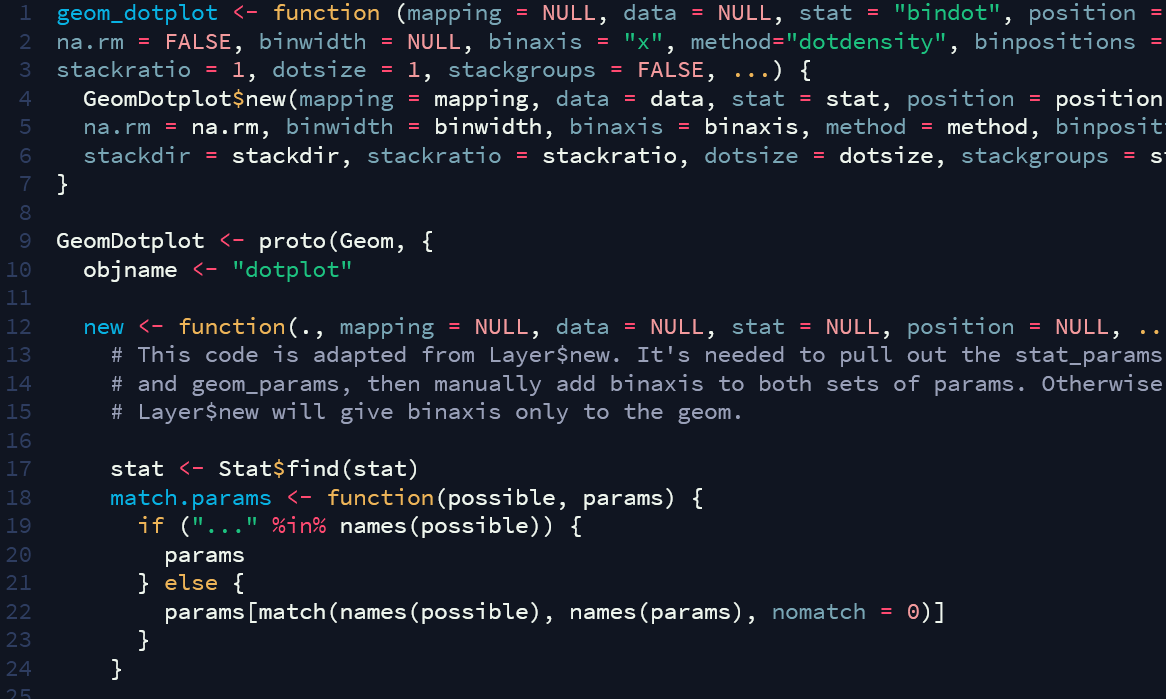 1 geom_dotplot <- function (mapping = NULL, data = NULL, stat = "bindot", position =
2 na.rm = FALSE, binwidth = NULL, binaxis = "x", method="dotdensity", binpositions =
3 stackratio = 1, dotsize = 1, stackgroups = FALSE, ...) {
4 GeomDotplot$new(mapping = mapping, data = data, stat = stat, position = position
5 na.rm = na.rm, binwidth = binwidth, binaxis = binaxis, method = method, binposit
6 stackdir = stackdir, stackratio = stackratio, dotsize = dotsize, stackgroups = s
7 }
8
9 GeomDotplot <- proto(Geom, {
10 objname <- "dotplot"
11
12 new <- function(., mapping = NULL, data = NULL, stat = NULL, position = NULL, ..
13 # This code is adapted from Layer$new. It's needed to pull out the stat_params
14 # and geom_params, then manually add binaxis to both sets of params. Otherwise
15 # Layer$new will give binaxis only to the geom.
16
17 stat <- Stat$find(stat)
18 match.params <- function(possible, params) {
19 if ("..." %in% names(possible)) {
20 params
21 } else {
22 params[match(names(possible), names(params), nomatch = 0)]
23 }
24 }
25